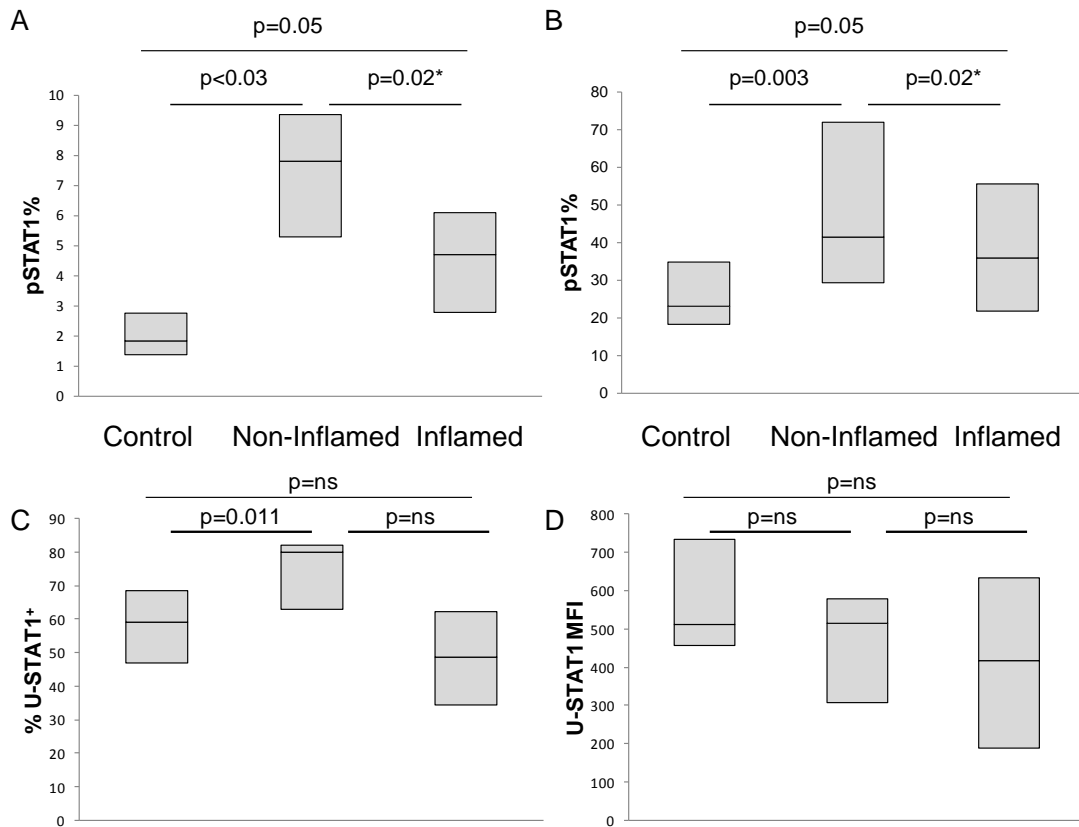 A
p=0.05
p<0.03
p=0.02*
pSTAT1%
10
9
8
7
6
5
4
3
2
1
0
Control Non-Inflamed Inflamed
B
p=0.05
p=0.003
p=0.02*
pSTAT1%
80
70
60
50
40
30
20
10
0
Control Non-Inflamed Inflamed
C
p=ns
p=0.011
p=ns
% U-STAT1⁺
90
80
70
60
50
40
30
20
10
0
D
p=ns
p=ns
p=ns
U-STAT1 MFI
800
700
600
500
400
300
200
100
0